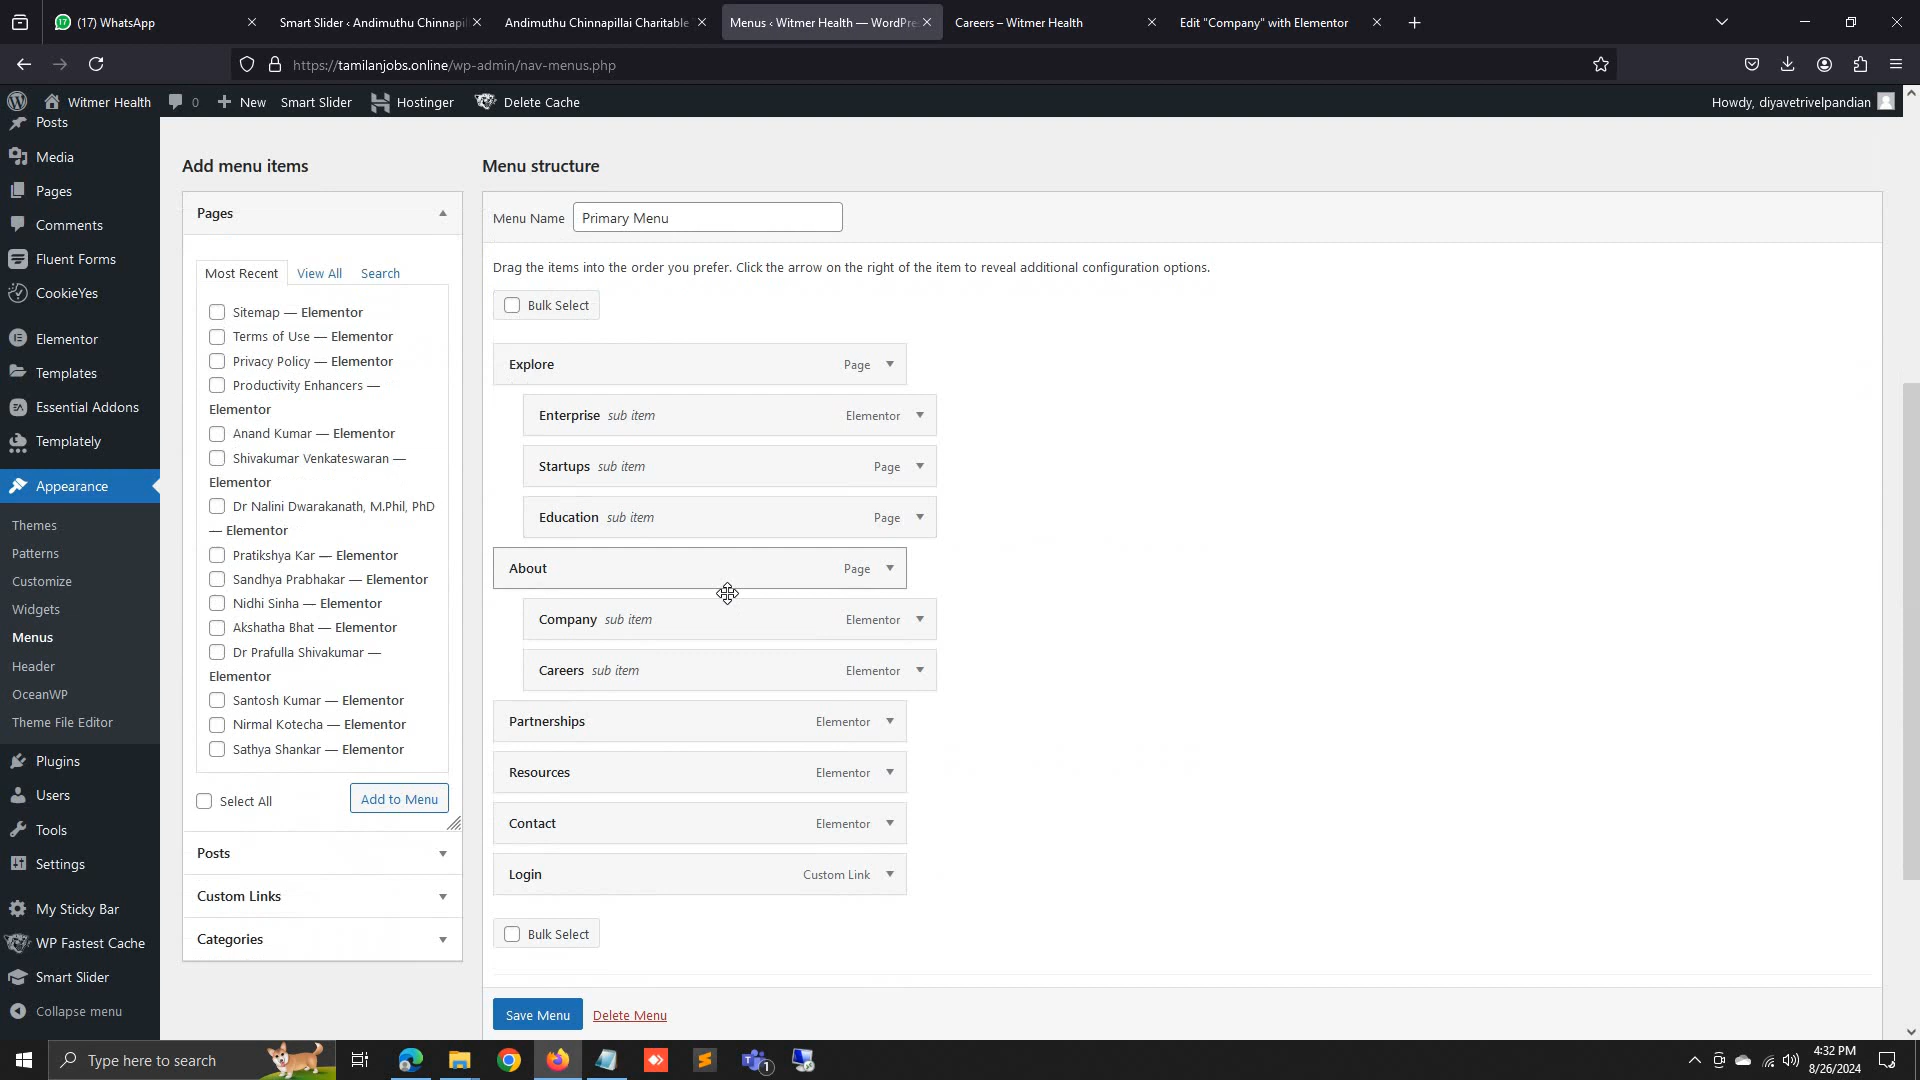 (17) WhatsApp
Smart Slider ‹ Andimuthu Chinnapil
Andimuthu Chinnapillai Charitable
Menus ‹ Witmer Health — WordPre
Careers – Witmer Health
Edit "Company" with Elementor
https://tamilanjobs.online/wp-admin/nav-menus.php
Witmer Health
0
New
Smart Slider
Hostinger
Delete Cache
Howdy, diyavetrivelpandian
Posts
Media
Pages
Comments
Fluent Forms
CookieYes
Elementor
Templates
Essential Addons
Templately
Appearance
Themes
Patterns
Customize
Widgets
Menus
Header
OceanWP
Theme File Editor
Plugins
Users
Tools
Settings
My Sticky Bar
WP Fastest Cache
Smart Slider
Collapse menu
Add menu items
Pages
Most Recent
View All
Search
Sitemap — Elementor
Terms of Use — Elementor
Privacy Policy — Elementor
Productivity Enhancers —
Elementor
Anand Kumar — Elementor
Shivakumar Venkateswaran —
Elementor
Dr Nalini Dwarakanath, M.Phil, PhD
— Elementor
Pratikshya Kar — Elementor
Sandhya Prabhakar — Elementor
Nidhi Sinha — Elementor
Akshatha Bhat — Elementor
Dr Prafulla Shivakumar —
Elementor
Santosh Kumar — Elementor
Nirmal Kotecha — Elementor
Sathya Shankar — Elementor
Select All
Add to Menu
Posts
Custom Links
Categories
Menu structure
Menu Name
Primary Menu
Drag the items into the order you prefer. Click the arrow on the right of the item to reveal additional configuration options.
Bulk Select
Explore Page
Enterprise sub item Elementor
Startups sub item Page
Education sub item Page
About Page
Company sub item Elementor
Careers sub item Elementor
Partnerships Elementor
Resources Elementor
Contact Elementor
Login Custom Link
Bulk Select
Save Menu
Delete Menu
Type here to search
1
4:32 PM
8/26/2024